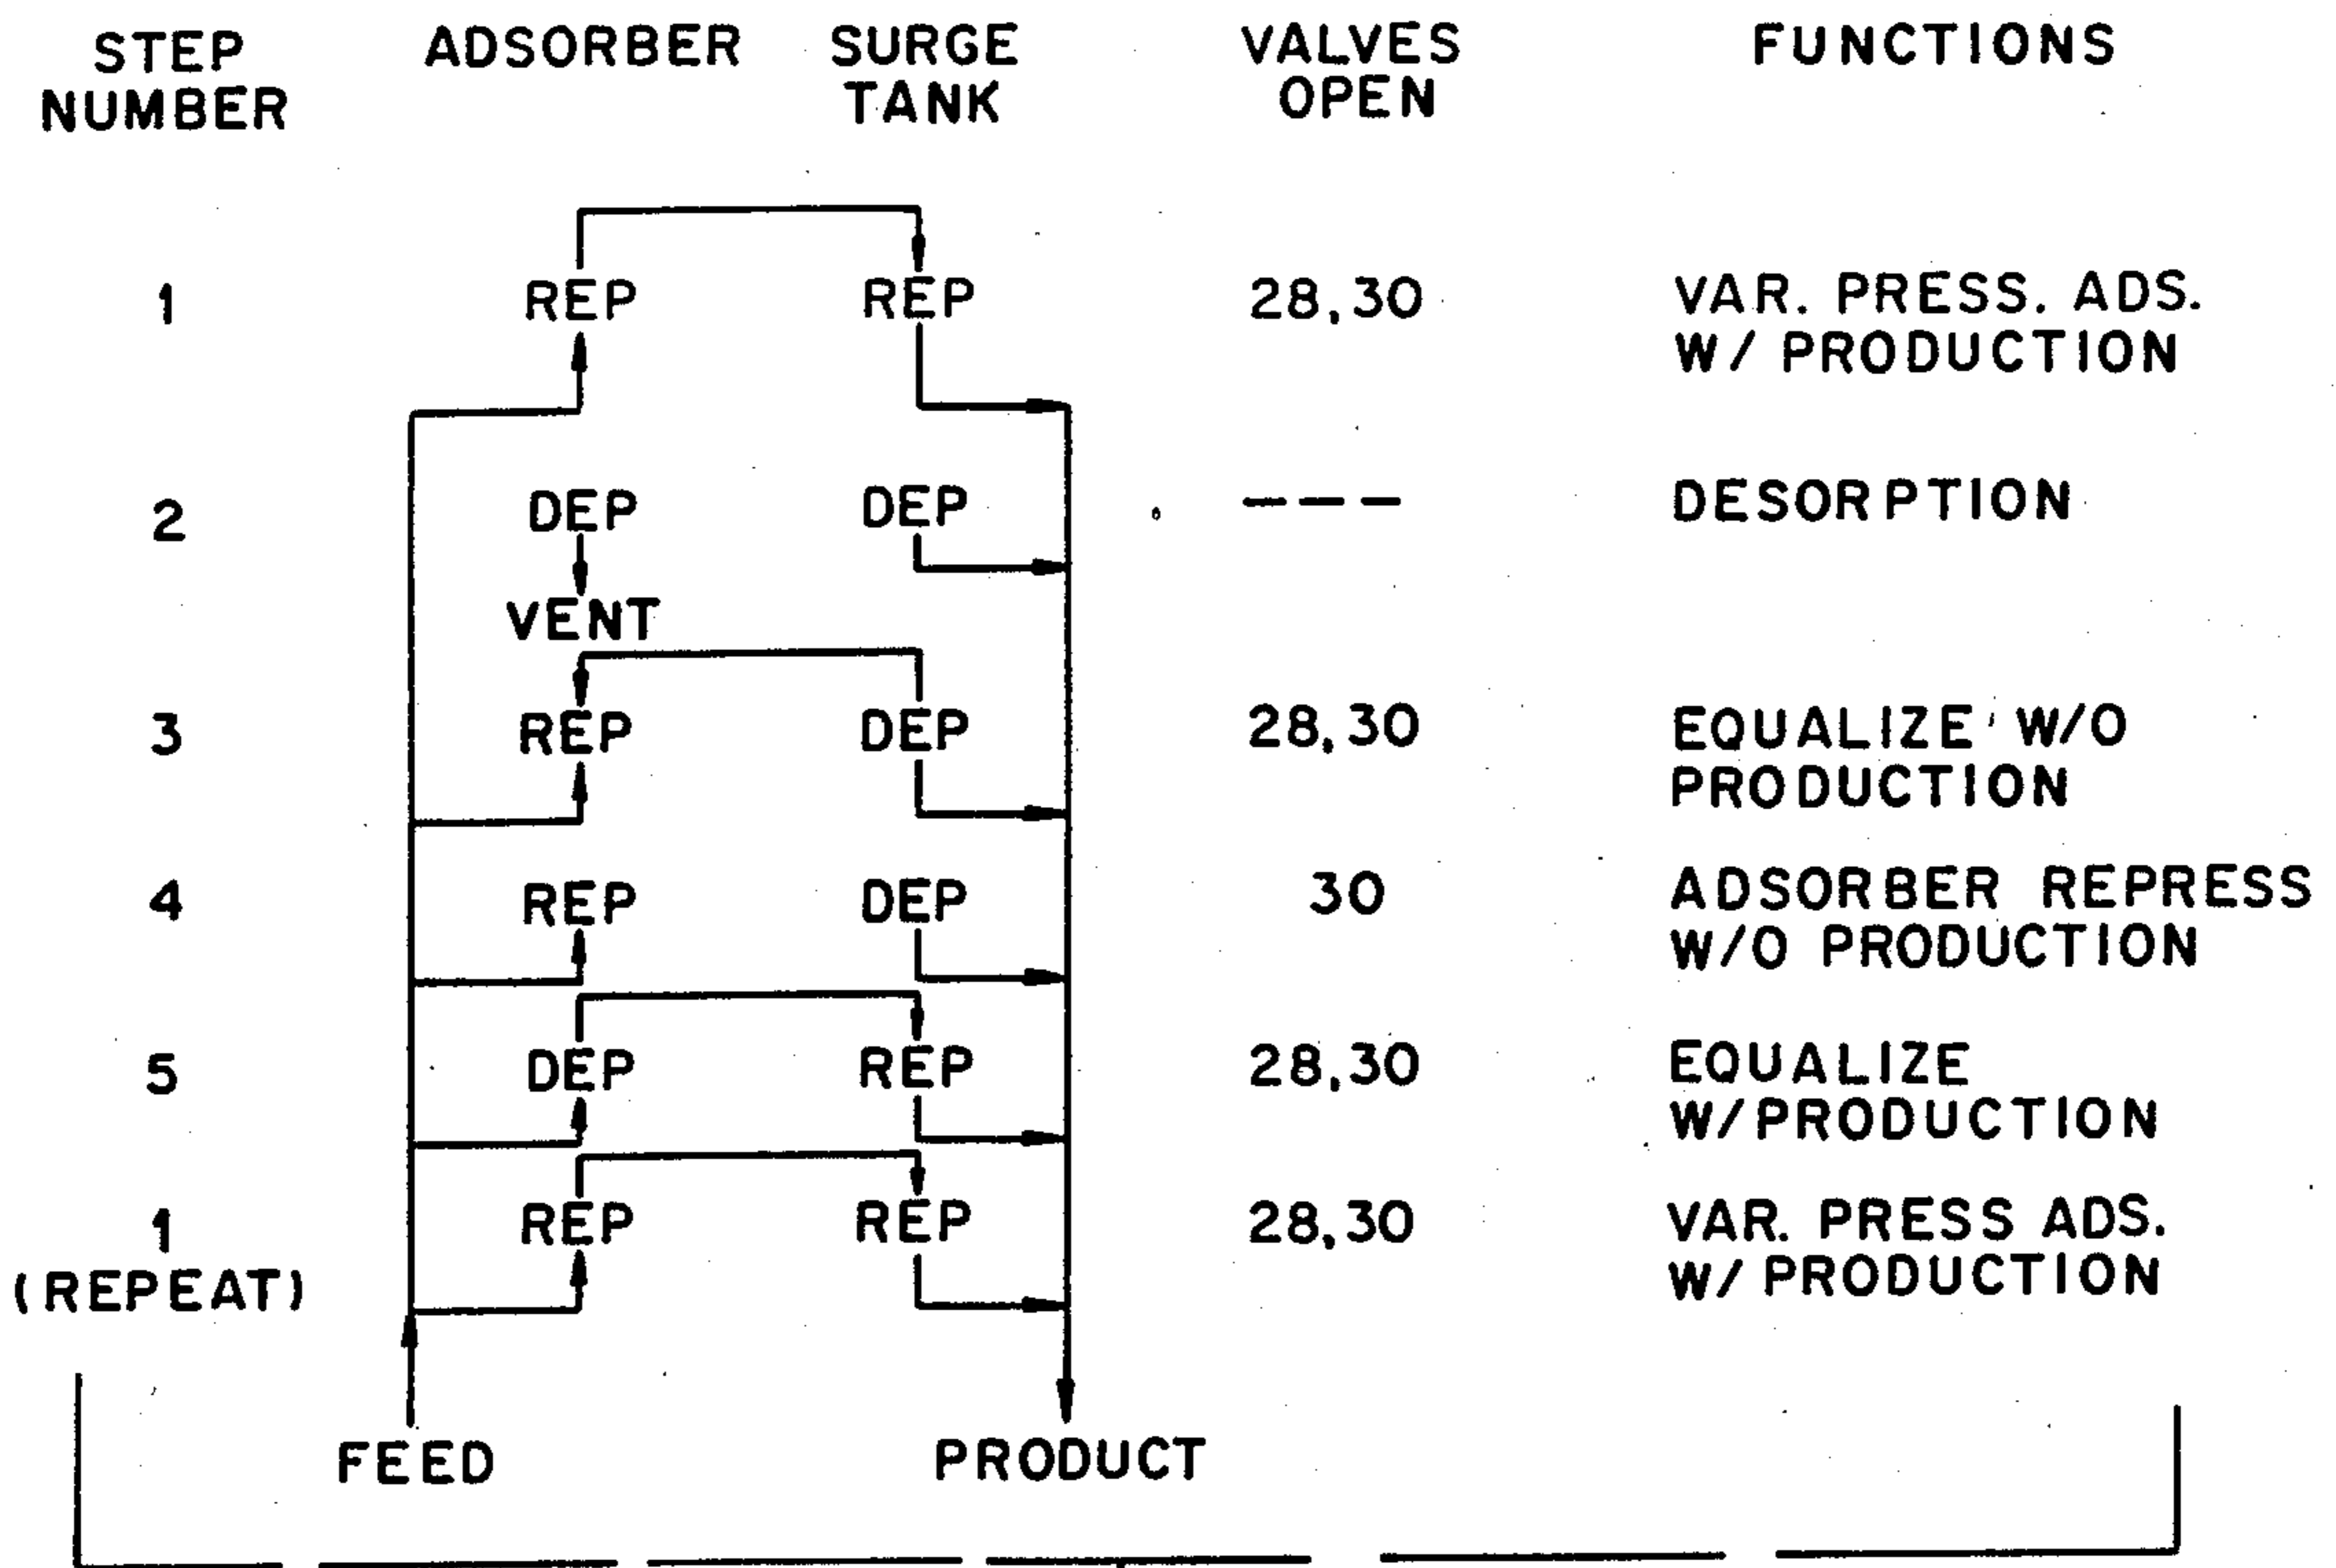 STEP NUMBER ADSORBER SURGE TANK VALVES OPEN FUNCTIONS
1 REP REP 28,30 VAR. PRESS. ADS.
W/ PRODUCTION
2 DEP DEP --- DESORPTION
VENT
3 REP DEP 28,30 EQUALIZE W/O
PRODUCTION
4 REP DEP 30 ADSORBER REPRESS
W/O PRODUCTION
5 DEP REP 28,30 EQUALIZE
W/PRODUCTION
1 REP REP 28,30 VAR. PRESS ADS.
(REPEAT) W/ PRODUCTION
FEED PRODUCT